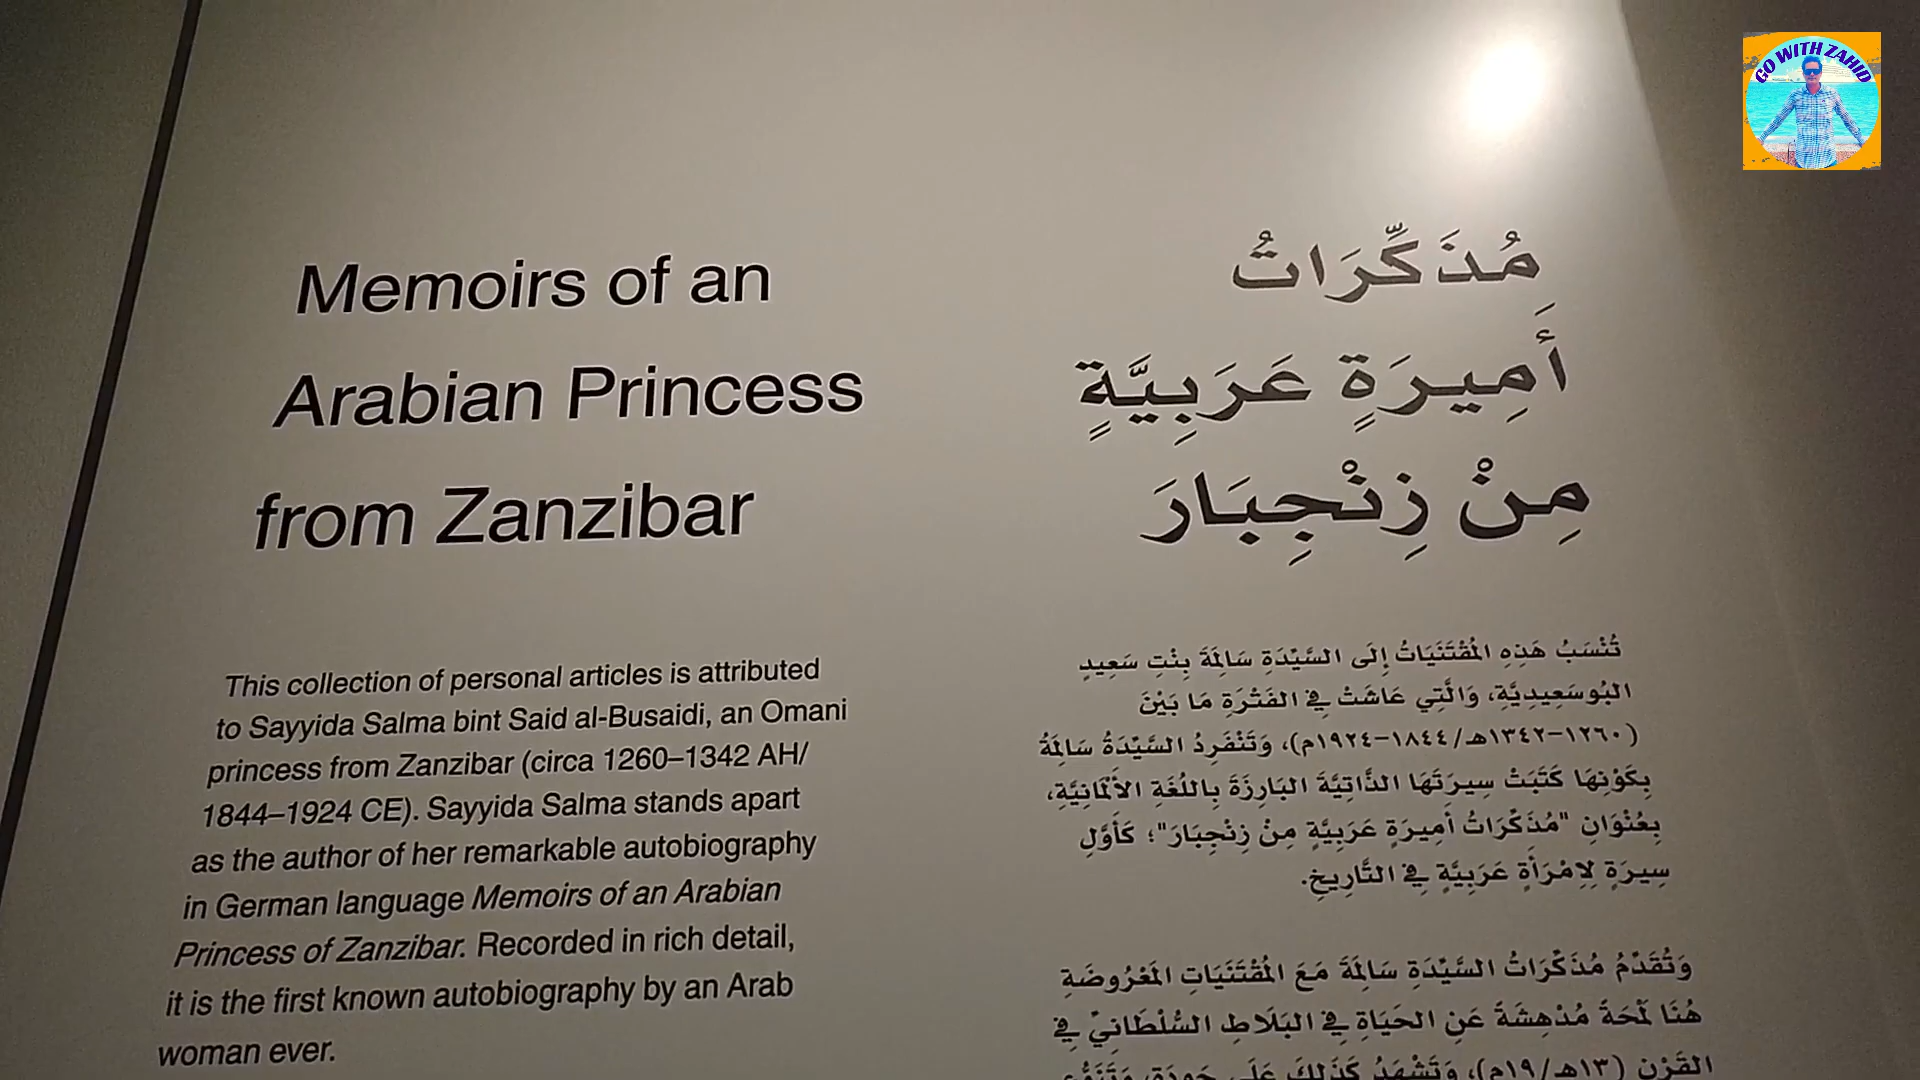 GO WITH ZAHID
Memoirs of an
Arabian Princess
from Zanzibar
This collection of personal articles is attributed
to Sayyida Salma bint Said al-Busaidi, an Omani
princess from Zanzibar (circa 1260–1342 AH/
1844–1924 CE). Sayyida Salma stands apart
as the author of her remarkable autobiography
in German language Memoirs of an Arabian
Princess of Zanzibar. Recorded in rich detail,
it is the first known autobiography by an Arab
woman ever.
مُذَكِّرَاتُ
أَمِيرَةٍ عَرَبِيَّةٍ
مِنْ زِنْجِبَارَ
تُنْسَبُ هَذِهِ المُقْتَنَيَاتُ إِلَى السَّيِّدَةِ سَالِمَةَ بِنْتِ سَعِيدٍ
البُوسَعِيدِيَّةِ، وَالَّتِي عَاشَتْ فِي الفَتْرَةِ مَا بَيْنَ
(١٢٦٠-١٣٤٢هـ/١٨٤٤-١٩٢٤م)، وَتَنْفَرِدُ السَّيِّدَةُ سَالِمَةُ
بِكَوْنِهَا كَتَبَتْ سِيرَتَهَا الذَّاتِيَّةَ البَارِزَةَ بِاللُغَةِ الأَلْمَانِيَّةِ،
بِعُنْوَانِ "مُذَكِّرَاتُ أَمِيرَةٍ عَرَبِيَّةٍ مِنْ زِنْجِبَارَ"؛ كَأَوَّلِ
سِيرَةٍ لِامْرَأَةٍ عَرَبِيَّةٍ فِي التَّارِيخِ.
وَتُقَدِّمُ مُذَكِّرَاتُ السَّيِّدَةِ سَالِمَةَ مَعَ المُقْتَنَيَاتِ المَعْرُوضَةِ
هُنَا لَمْحَةً مُدْهِشَةً عَنِ الحَيَاةِ فِي البَلَاطِ السُّلْطَانِيِّ فِي
القَرْنِ (١٣هـ/١٩م)، وَتَشْهَدُ كَذَلِكَ عَلَى جَوْدَةِ وَتَنَوُّعِ